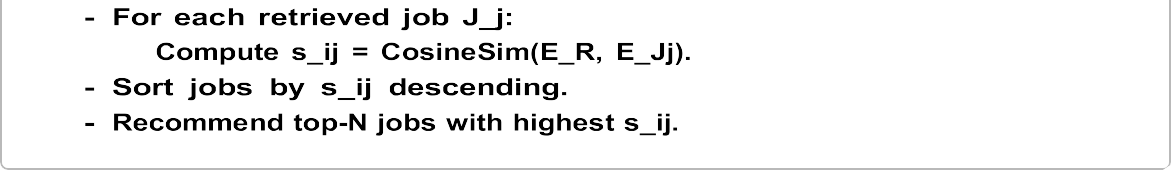 - For each retrieved job J_j:
Compute s_ij = CosineSim(E_R, E_Jj).
- Sort jobs by s_ij descending.
- Recommend top-N jobs with highest s_ij.